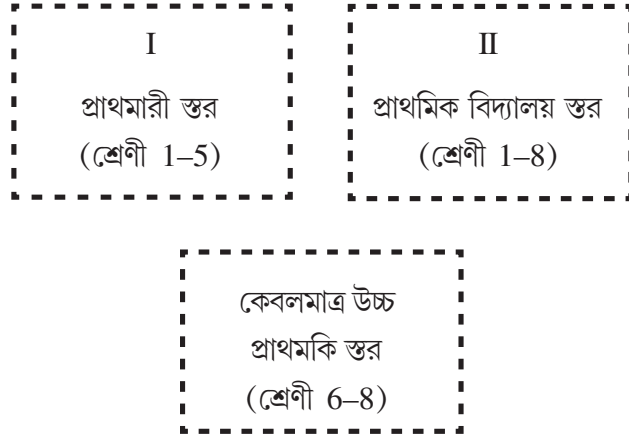 I
প্রাথমারী স্তর
(শ্রেণী 1–5)
II
প্রাথমিক বিদ্যালয় স্তর
(শ্রেণী 1–8)
কেবলমাত্র উচ্চ
প্রাথমকি স্তর
(শ্রেণী 6–8)